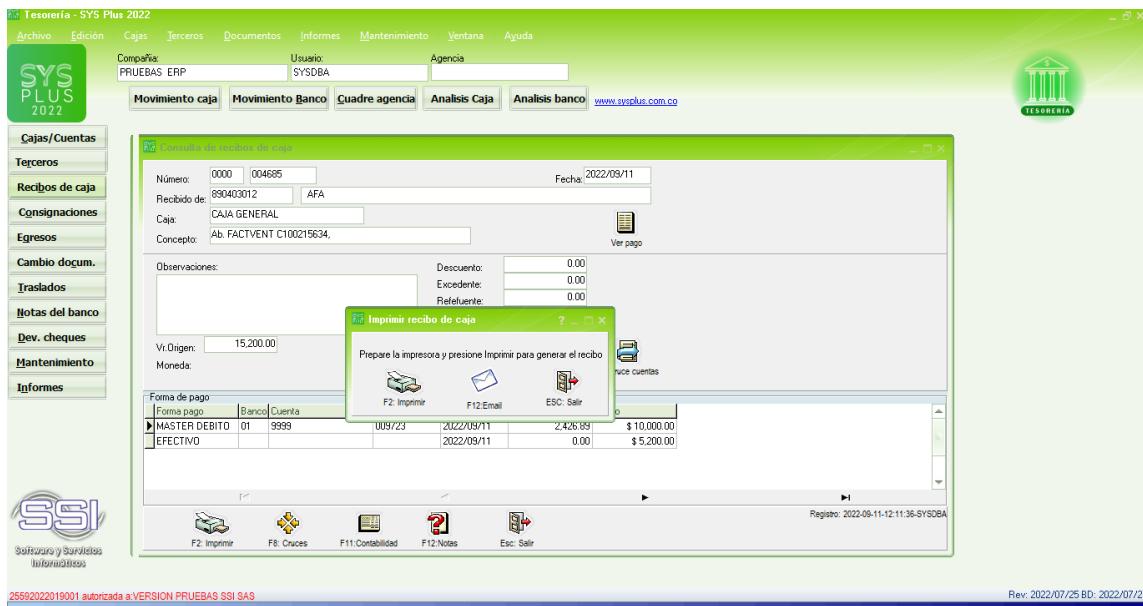 Tesorería - SYS Plus 2022
Archivo Edición Cajas Terceros Documentos Informes Mantenimiento Ventana Ayuda
SYS
PLUS
2022
Compañia: Usuario: Agencia
PRUEBAS ERP SYSDBA
Movimiento caja Movimiento Banco Cuadre agencia Analisis Caja Analisis banco www.sysplus.com.co
TESORERÍA
Cajas/Cuentas
Terceros
Recibos de caja
Consignaciones
Egresos
Cambio docum.
Traslados
Notas del banco
Dev. cheques
Mantenimiento
Informes
Consulta de recibos de caja
Número: 0000 004685 Fecha: 2022/09/11
Recibido de: 890403012 AFA
Caja: CAJA GENERAL
Concepto: Ab. FACTVENT C100215634,
Ver pago
Observaciones:
Descuento: 0.00
Excedente: 0.00
Refefuente: 0.00
Vr.Origen: 15,200.00
Moneda:
Imprimir recibo de caja
Prepare la impresora y presione Imprimir para generar el recibo
F2: Imprimir F12:Email ESC: Salir
ruce cuentas
Forma de pago
Forma pago Banco Cuenta o
MASTER DEBITO 01 9999 009723 2022/09/11 2,426.89 $ 10,000.00
EFECTIVO 2022/09/11 0.00 $ 5,200.00
F2: Imprimir F8: Cruces F11:Contabilidad F12:Notas Esc: Salir
Registro: 2022-09-11-12:11:36-SYSDBA
SSI
Software y Servicios
Informáticos
25592022019001 autorizada a:VERSION PRUEBAS SSI SAS
Rev: 2022/07/25 BD: 2022/07/2